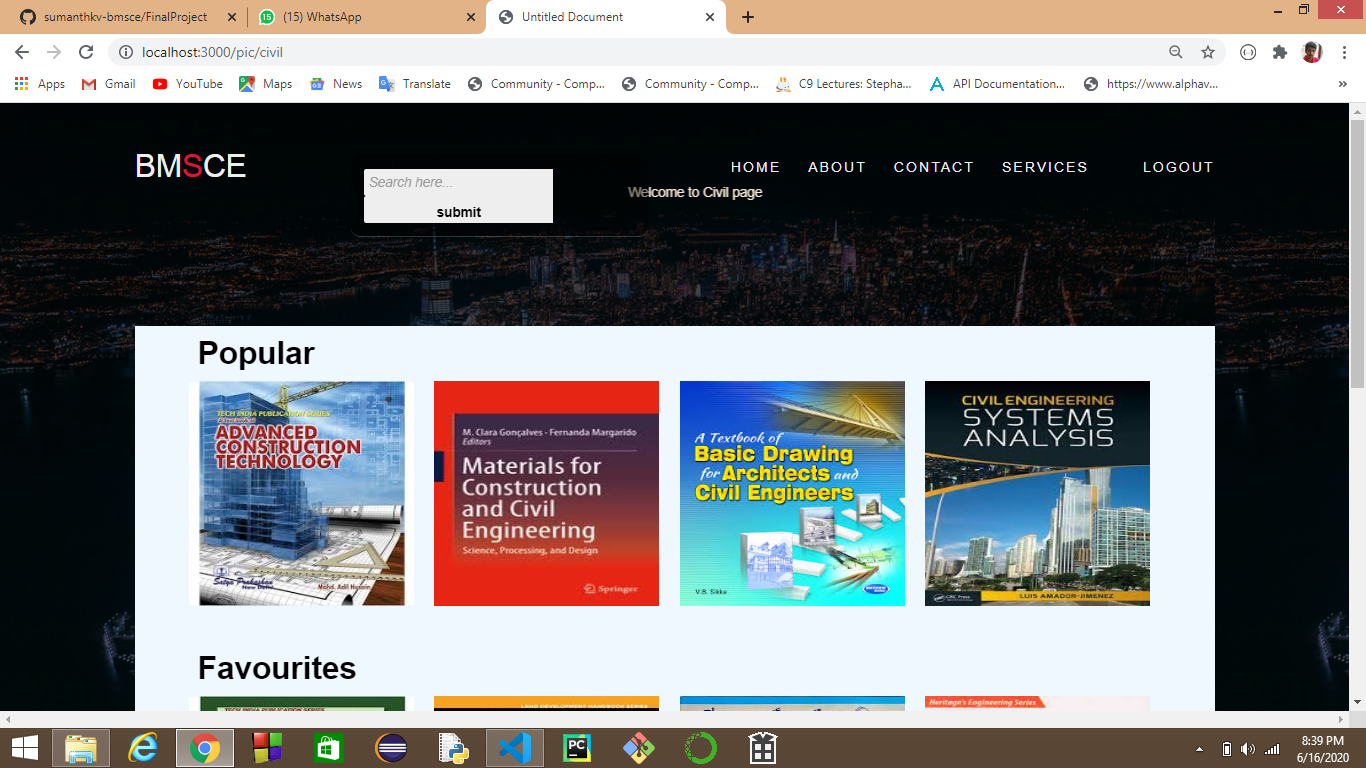 sumanthkv-bmsce/FinalProject
(15) WhatsApp
Untitled Document
localhost:3000/pic/civil
Apps
Gmail
YouTube
Maps
News
Translate
Community - Comp...
Community - Comp...
C9 Lectures: Stepha...
API Documentation...
https://www.alphav...
BMSCE
HOME
ABOUT
CONTACT
SERVICES
LOGOUT
Search here...
submit
Welcome to Civil page
Popular
TECH INDIA PUBLICATION SERIES
ADVANCED
CONSTRUCTION
TECHNOLOGY
Satya Prakashan
New Delhi
Mohd. Adil Husain
M. Clara Gonçalves - Fernanda Margarido
Editors
Materials for
Construction
and Civil
Engineering
Science, Processing, and Design
Springer
A Textbook of
Basic Drawing
for Architects and
Civil Engineers
V.B. Sikka
CIVIL ENGINEERING
SYSTEMS
ANALYSIS
CRC Press
LUIS AMADOR-JIMENEZ
Favourites
TECH INDIA PUBLICATION SERIES
LAND DEVELOPMENT HANDBOOK SERIES
Heritage's Engineering Series
8:39 PM
6/16/2020